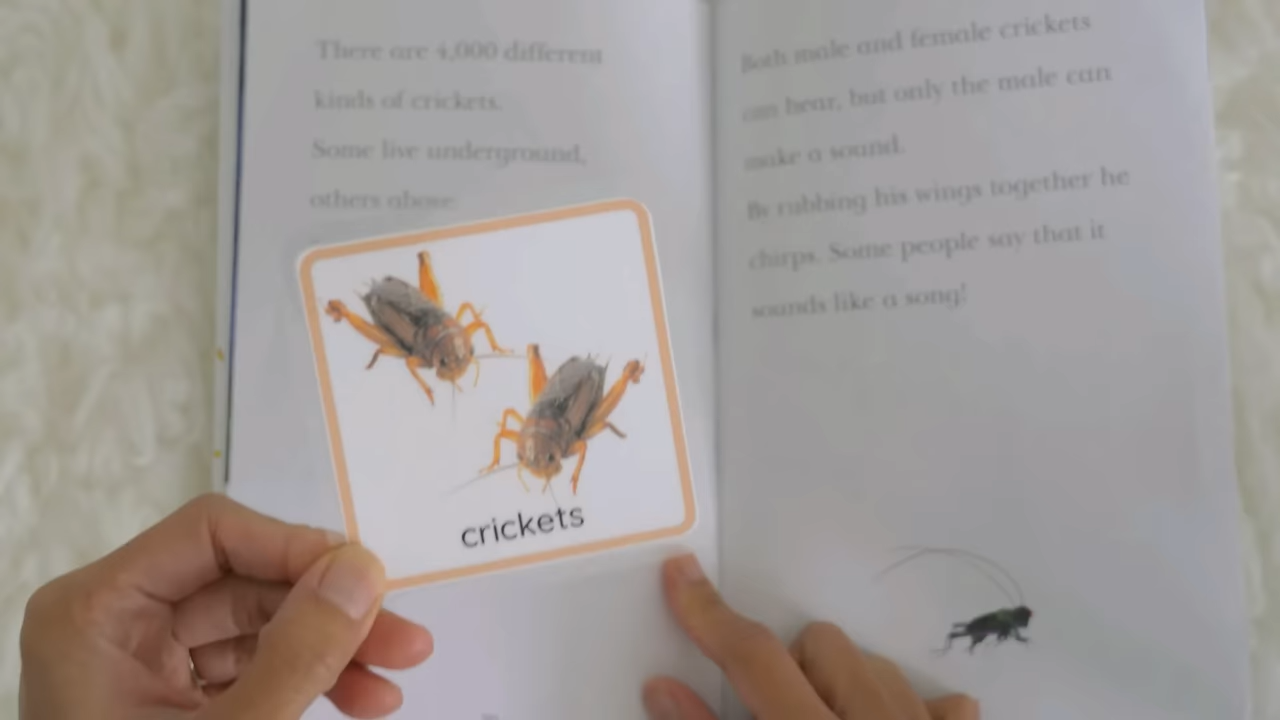 There are 4,000 different
kinds of crickets.
Some live underground,
others above.
crickets
Both male and female crickets
can hear, but only the male can
make a sound.
By rubbing his wings together he
chirps. Some people say that it
sounds like a song!